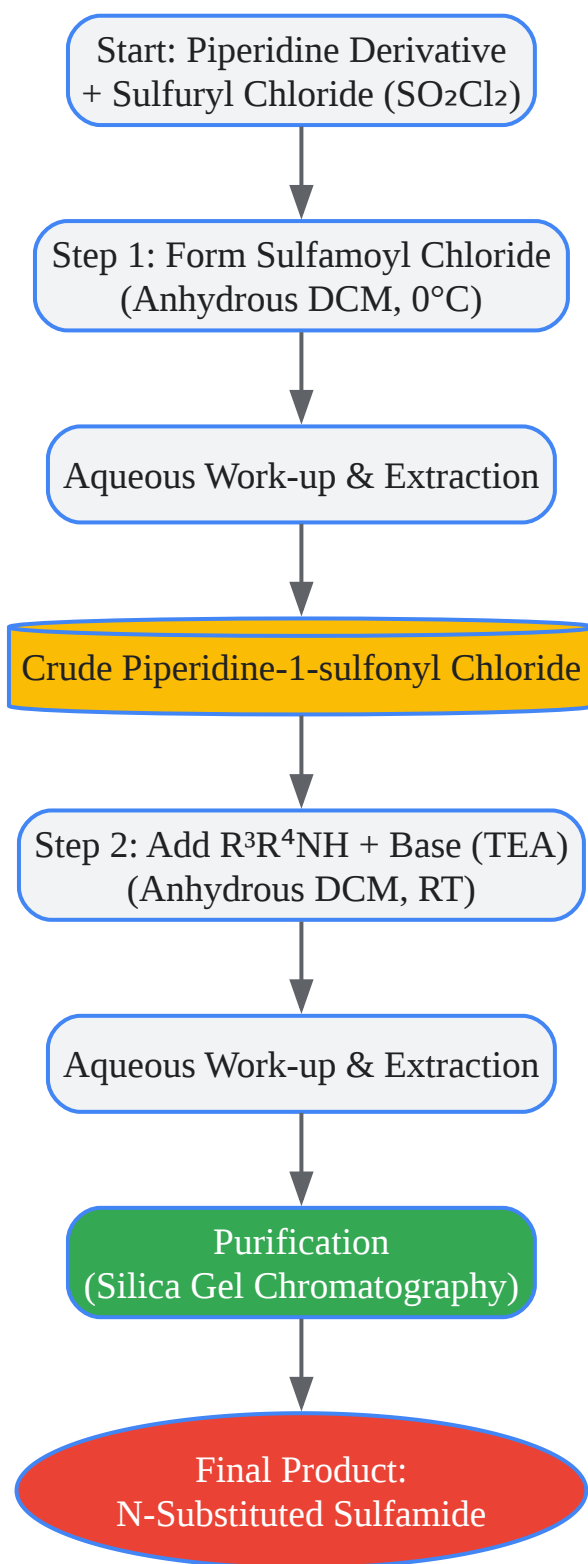 Start: Piperidine Derivative
+ Sulfuryl Chloride (SO₂Cl₂)
Step 1: Form Sulfamoyl Chloride
(Anhydrous DCM, 0°C)
Aqueous Work-up & Extraction
Crude Piperidine-1-sulfonyl Chloride
Step 2: Add R³R⁴NH + Base (TEA)
(Anhydrous DCM, RT)
Aqueous Work-up & Extraction
Purification
(Silica Gel Chromatography)
Final Product:
N-Substituted Sulfamide